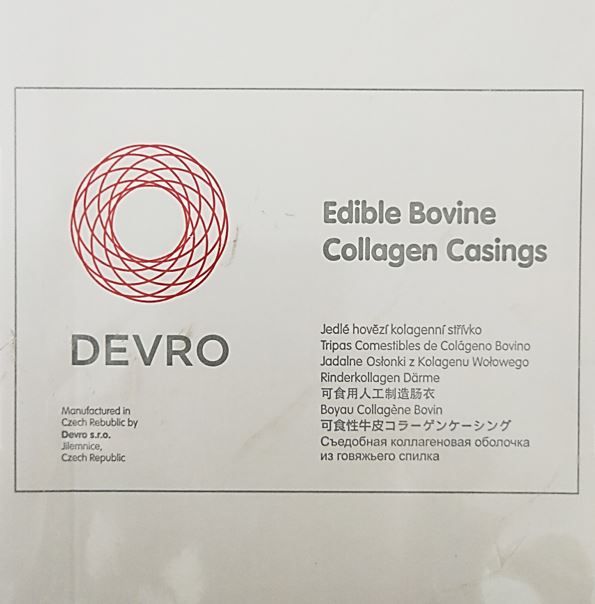 Edible Bovine
Collagen Casings
DEVRO
Manufactured in
Czech Rebublic by
Devro s.r.o.
Jilemnice,
Czech Republic
Jedlé hovězí kolagenní střívko
Tripas Comestibles de Colágeno Bovino
Jadalne Osłonki z Kolagenu Wołowego
Rinderkollagen Därme
可食用人工制造肠衣
Boyau Collagène Bovin
可食性牛皮コラーゲンケーシング
Съедобная коллагеновая оболочка
из говяжьего спилка